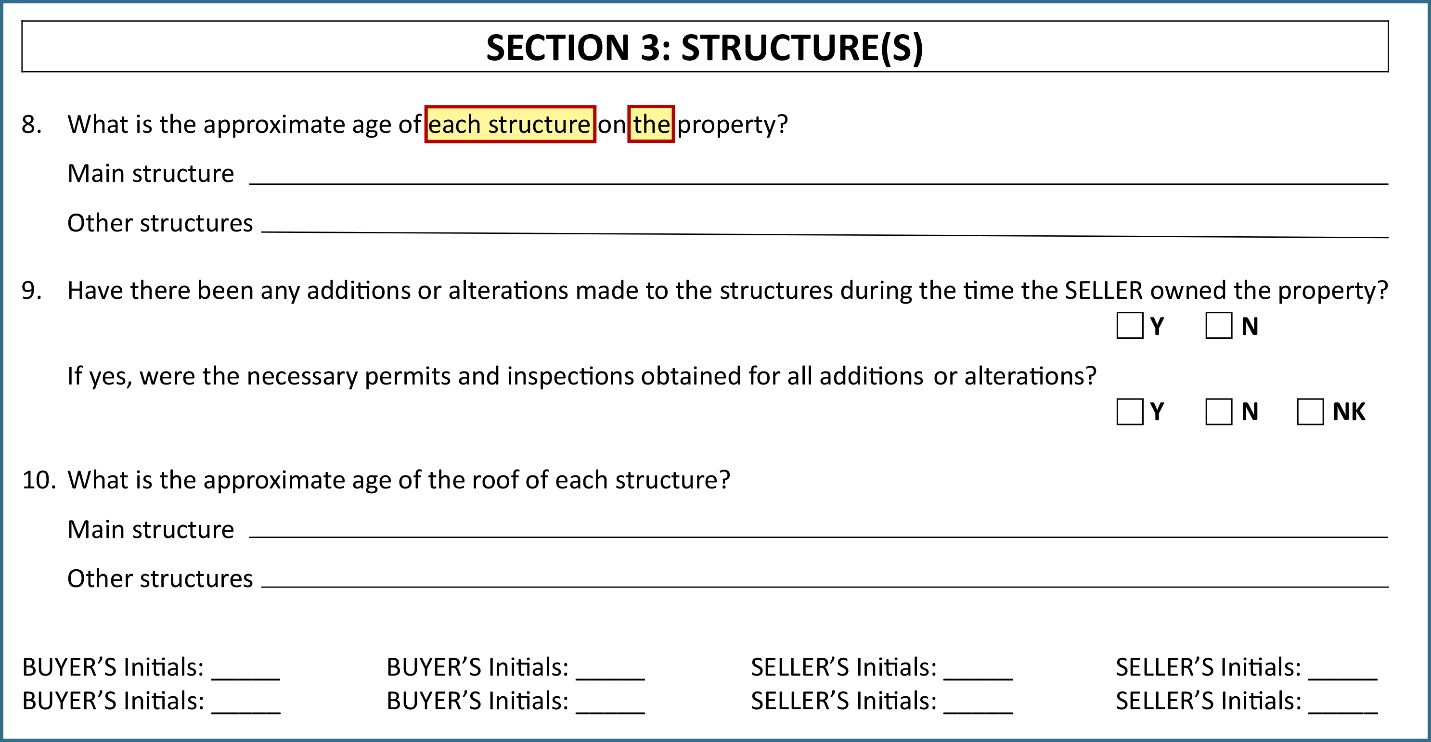 SECTION 3: STRUCTURE(S)
8. What is the approximate age of each structure on the property?
Main structure
Other structures
9. Have there been any additions or alterations made to the structures during the time the SELLER owned the property?
Y N
If yes, were the necessary permits and inspections obtained for all additions or alterations?
Y N NK
10. What is the approximate age of the roof of each structure?
Main structure
Other structures
BUYER’S Initials: _____ BUYER’S Initials: _____ SELLER’S Initials: _____ SELLER’S Initials: _____
BUYER’S Initials: _____ BUYER’S Initials: _____ SELLER’S Initials: _____ SELLER’S Initials: _____